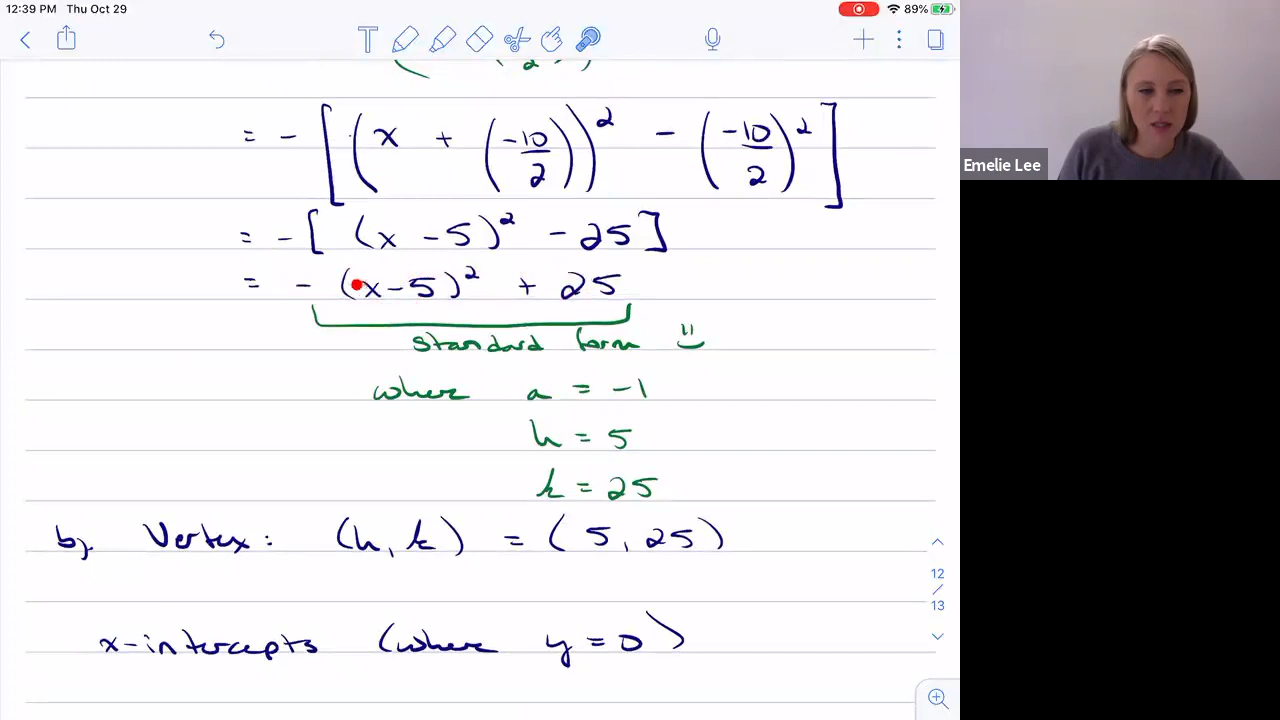 12:39 PM Thu Oct 29
89%
= - [ ( x + ( -10/2 ) )² - ( -10/2 )² ]
= - [ (x - 5)² - 25 ]
= - (x - 5)² + 25
standard form
where a = -1
h = 5
k = 25
b) Vertex: (h, k) = (5, 25)
x-intercepts (where y = 0)
12
/
13
Emelie Lee